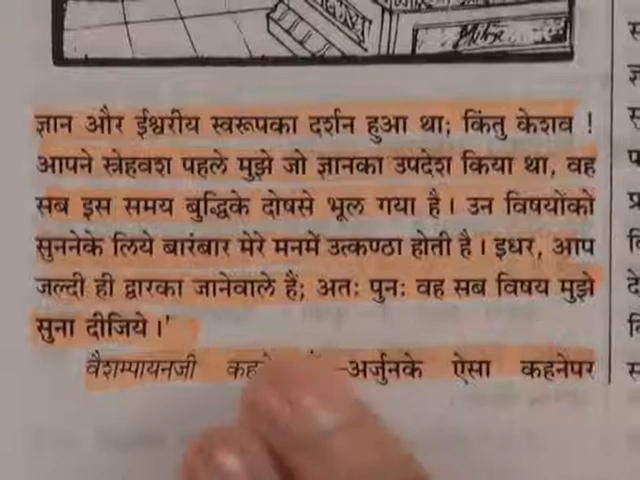 Mitra
ज्ञान और ईश्वरीय स्वरूपका दर्शन हुआ था; किंतु केशव !
आपने स्नेहवश पहले मुझे जो ज्ञानका उपदेश किया था, वह
सब इस समय बुद्धिके दोषसे भूल गया है। उन विषयोंको
सुननेके लिये बारंबार मेरे मनमें उत्कण्ठा होती है। इधर, आप
जल्दी ही द्वारका जानेवाले हैं; अतः पुनः वह सब विषय मुझे
सुना दीजिये।'
वैशम्पायनजी —अर्जुनके ऐसा कहनेपर